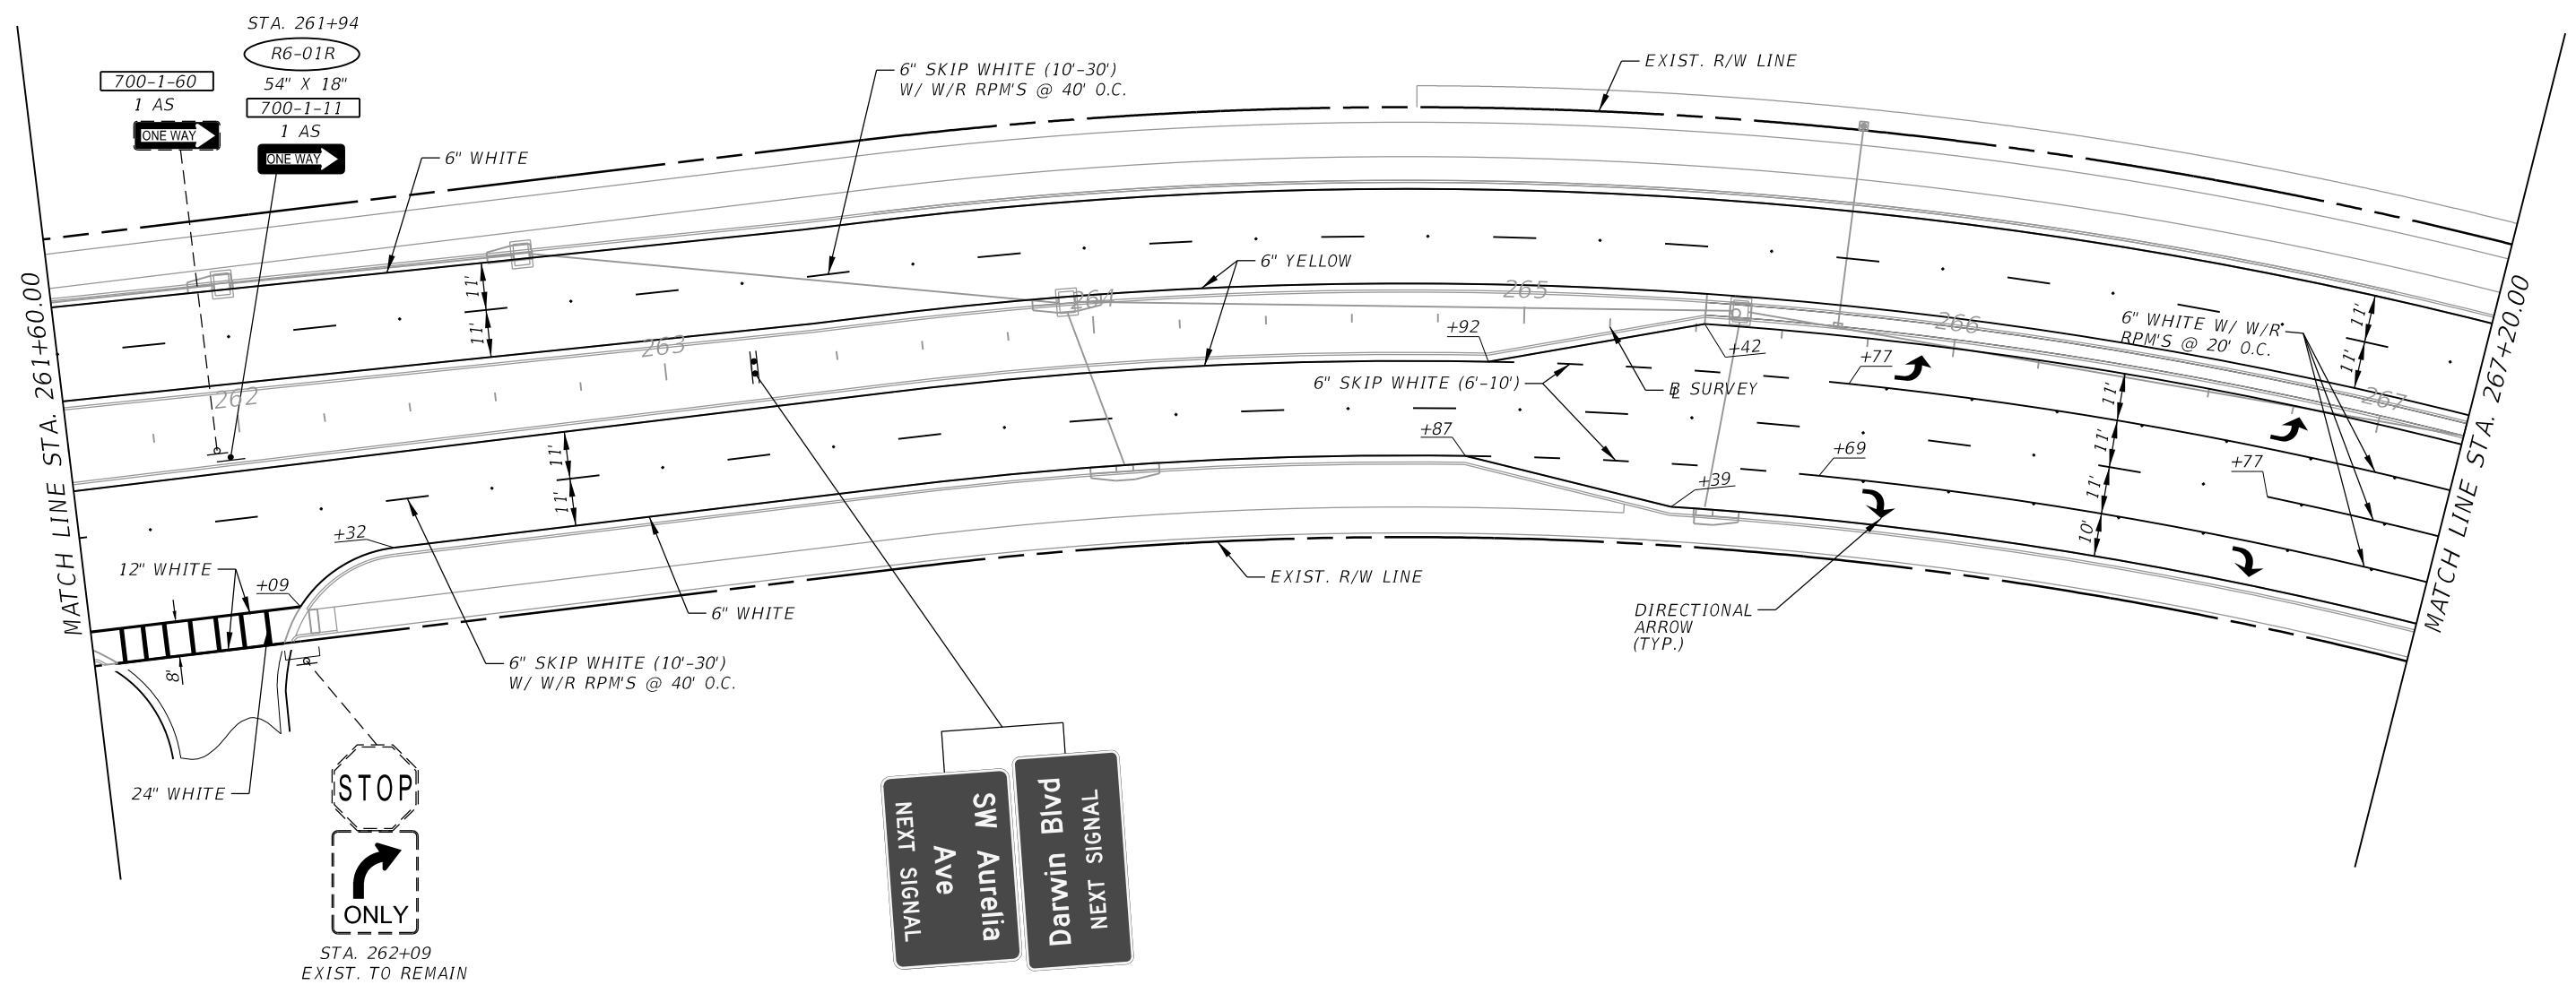 STA. 261+94
R6-01R
54" X 18"
700-1-11
1 AS
ONE WAY
700-1-60
1 AS
ONE WAY
6" WHITE
6" SKIP WHITE (10'-30')
W/ W/R RPM'S @ 40' O.C.
EXIST. R/W LINE
MATCH LINE STA. 261+60.00
11'
11'
6" YELLOW
262
263
264
265
266
267
+92
+42
+77
6" WHITE W/ W/R
RPM'S @ 20' O.C.
11'
11'
6" SKIP WHITE (6'-10')
B SURVEY
L
+87
+69
+39
+77
11'
11'
11'
10'
11'
11'
+32
+09
12" WHITE
8'
24" WHITE
6" SKIP WHITE (10'-30')
W/ W/R RPM'S @ 40' O.C.
6" WHITE
EXIST. R/W LINE
DIRECTIONAL
ARROW
(TYP.)
MATCH LINE STA. 267+20.00
STOP
ONLY
STA. 262+09
EXIST. TO REMAIN
SW Aurelia
Ave
NEXT SIGNAL
Darwin Blvd
NEXT SIGNAL